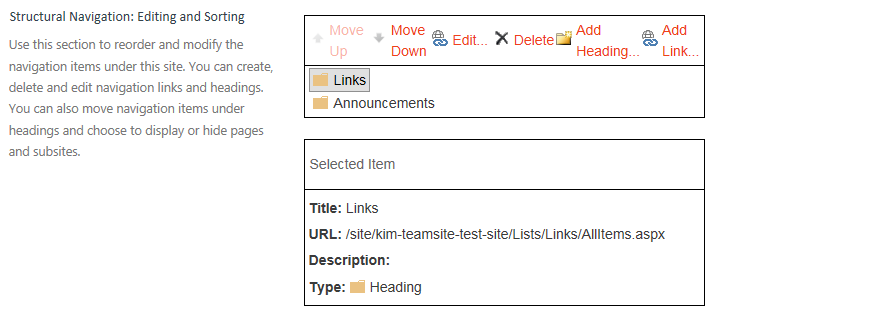 Structural Navigation: Editing and Sorting
Use this section to reorder and modify the
navigation items under this site. You can create,
delete and edit navigation links and headings.
You can also move navigation items under
headings and choose to display or hide pages
and subsites.
Move Up
Move Down
Edit...
Delete
Add Heading...
Add Link...
Links
Announcements
Selected Item
Title: Links
URL: /site/kim-teamsite-test-site/Lists/Links/AllItems.aspx
Description:
Type: Heading